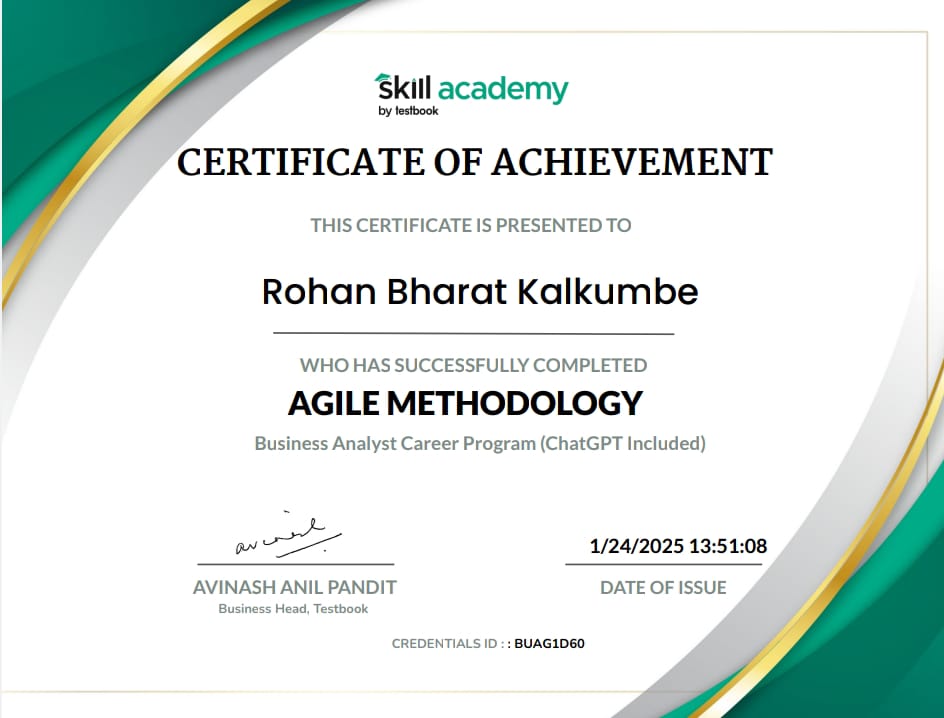 skill academy
by testbook
CERTIFICATE OF ACHIEVEMENT
THIS CERTIFICATE IS PRESENTED TO
Rohan Bharat Kalkumbe
WHO HAS SUCCESSFULLY COMPLETED
AGILE METHODOLOGY
Business Analyst Career Program (ChatGPT Included)
avinash
1/24/2025 13:51:08
AVINASH ANIL PANDIT
DATE OF ISSUE
Business Head, Testbook
CREDENTIALS ID : : BUAG1D60